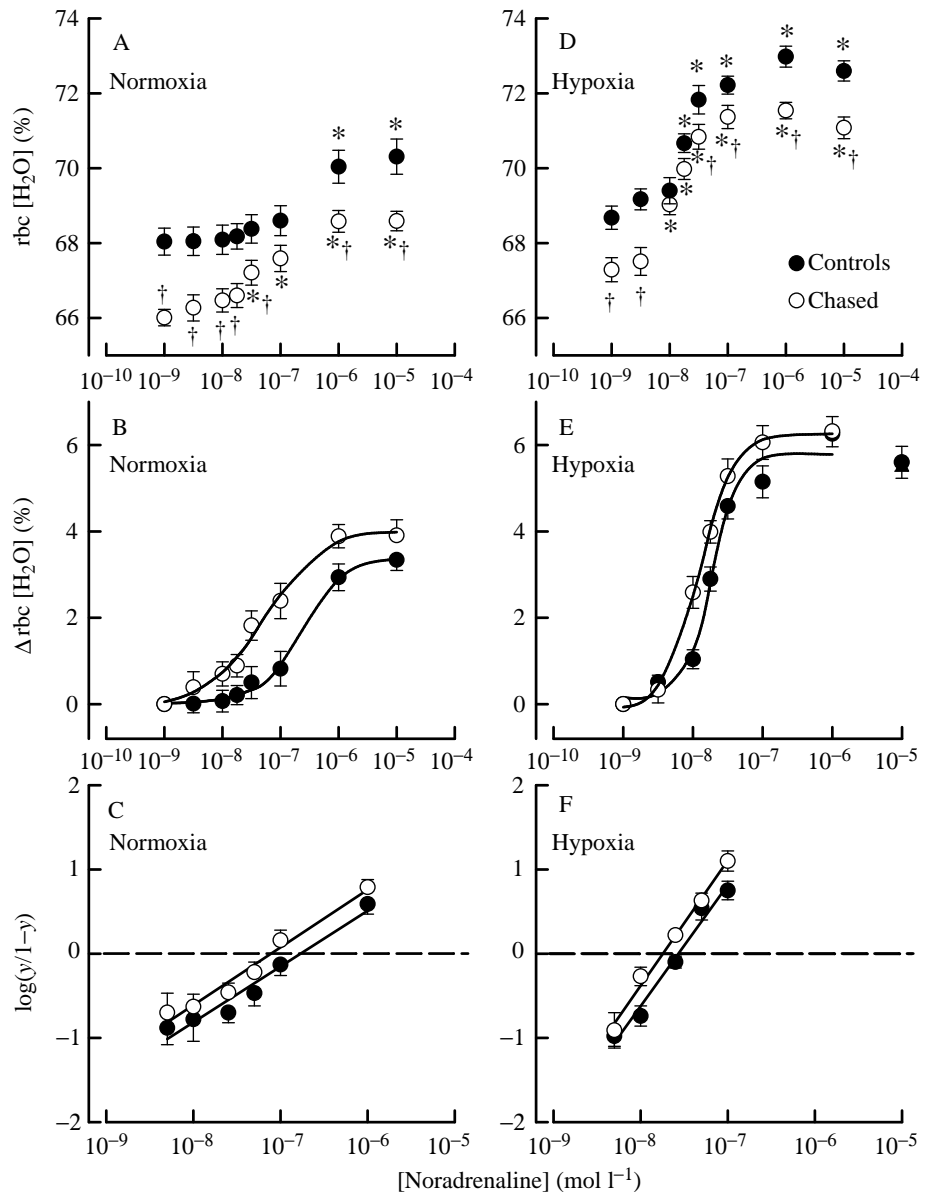 A
Normoxia
rbc [H₂O] (%)
74
72
70
68
66
* *
† † † † *† * *† *†
10⁻¹⁰ 10⁻⁹ 10⁻⁸ 10⁻⁷ 10⁻⁶ 10⁻⁵ 10⁻⁴
D
Hypoxia
74
72
70
68
66
* * * * *
† † * * *† *† *† *†
Controls
Chased
10⁻¹⁰ 10⁻⁹ 10⁻⁸ 10⁻⁷ 10⁻⁶ 10⁻⁵ 10⁻⁴
B
Normoxia
Δrbc [H₂O] (%)
6
4
2
0
10⁻¹⁰ 10⁻⁹ 10⁻⁸ 10⁻⁷ 10⁻⁶ 10⁻⁵ 10⁻⁴
E
Hypoxia
6
4
2
0
10⁻¹⁰ 10⁻⁹ 10⁻⁸ 10⁻⁷ 10⁻⁶ 10⁻⁵
C
Normoxia
log(y/1−y)
2
1
0
−1
−2
10⁻⁹ 10⁻⁸ 10⁻⁷ 10⁻⁶ 10⁻⁵
F
Hypoxia
2
1
0
−1
−2
10⁻⁹ 10⁻⁸ 10⁻⁷ 10⁻⁶ 10⁻⁵
[Noradrenaline] (mol l⁻¹)